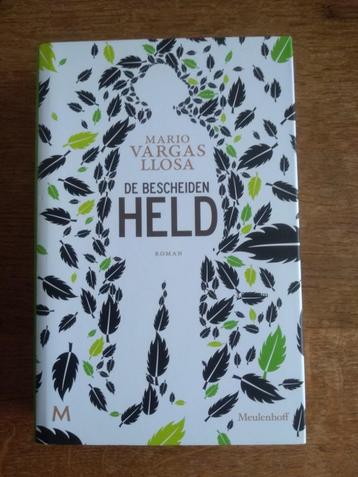 MARIO
VARGAS
LLOSA
DE BESCHEIDEN
HELD
ROMAN
M
Meulenhoff